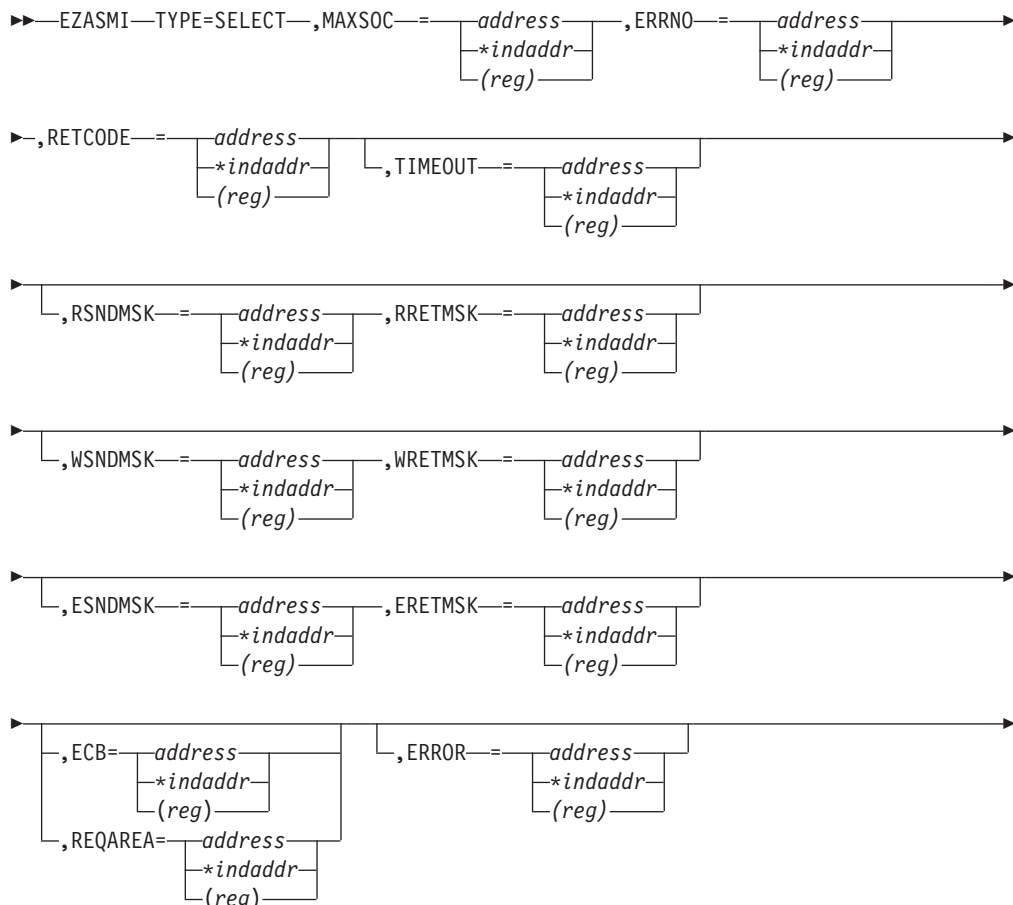 EZASMI TYPE=SELECT ,MAXSOC = address ,ERRNO = address
*indaddr *indaddr
(reg) (reg)
,RETCODE = address ,TIMEOUT = address
*indaddr *indaddr
(reg) (reg)
,RSNDMSK = address ,RRETMSK = address
*indaddr *indaddr
(reg) (reg)
,WSNDMSK = address ,WRETMSK = address
*indaddr *indaddr
(reg) (reg)
,ESNDMSK = address ,ERETMSK = address
*indaddr *indaddr
(reg) (reg)
,ECB= address ,ERROR = address
*indaddr *indaddr
(reg) (reg)
,REQAREA= address
*indaddr
(reg)